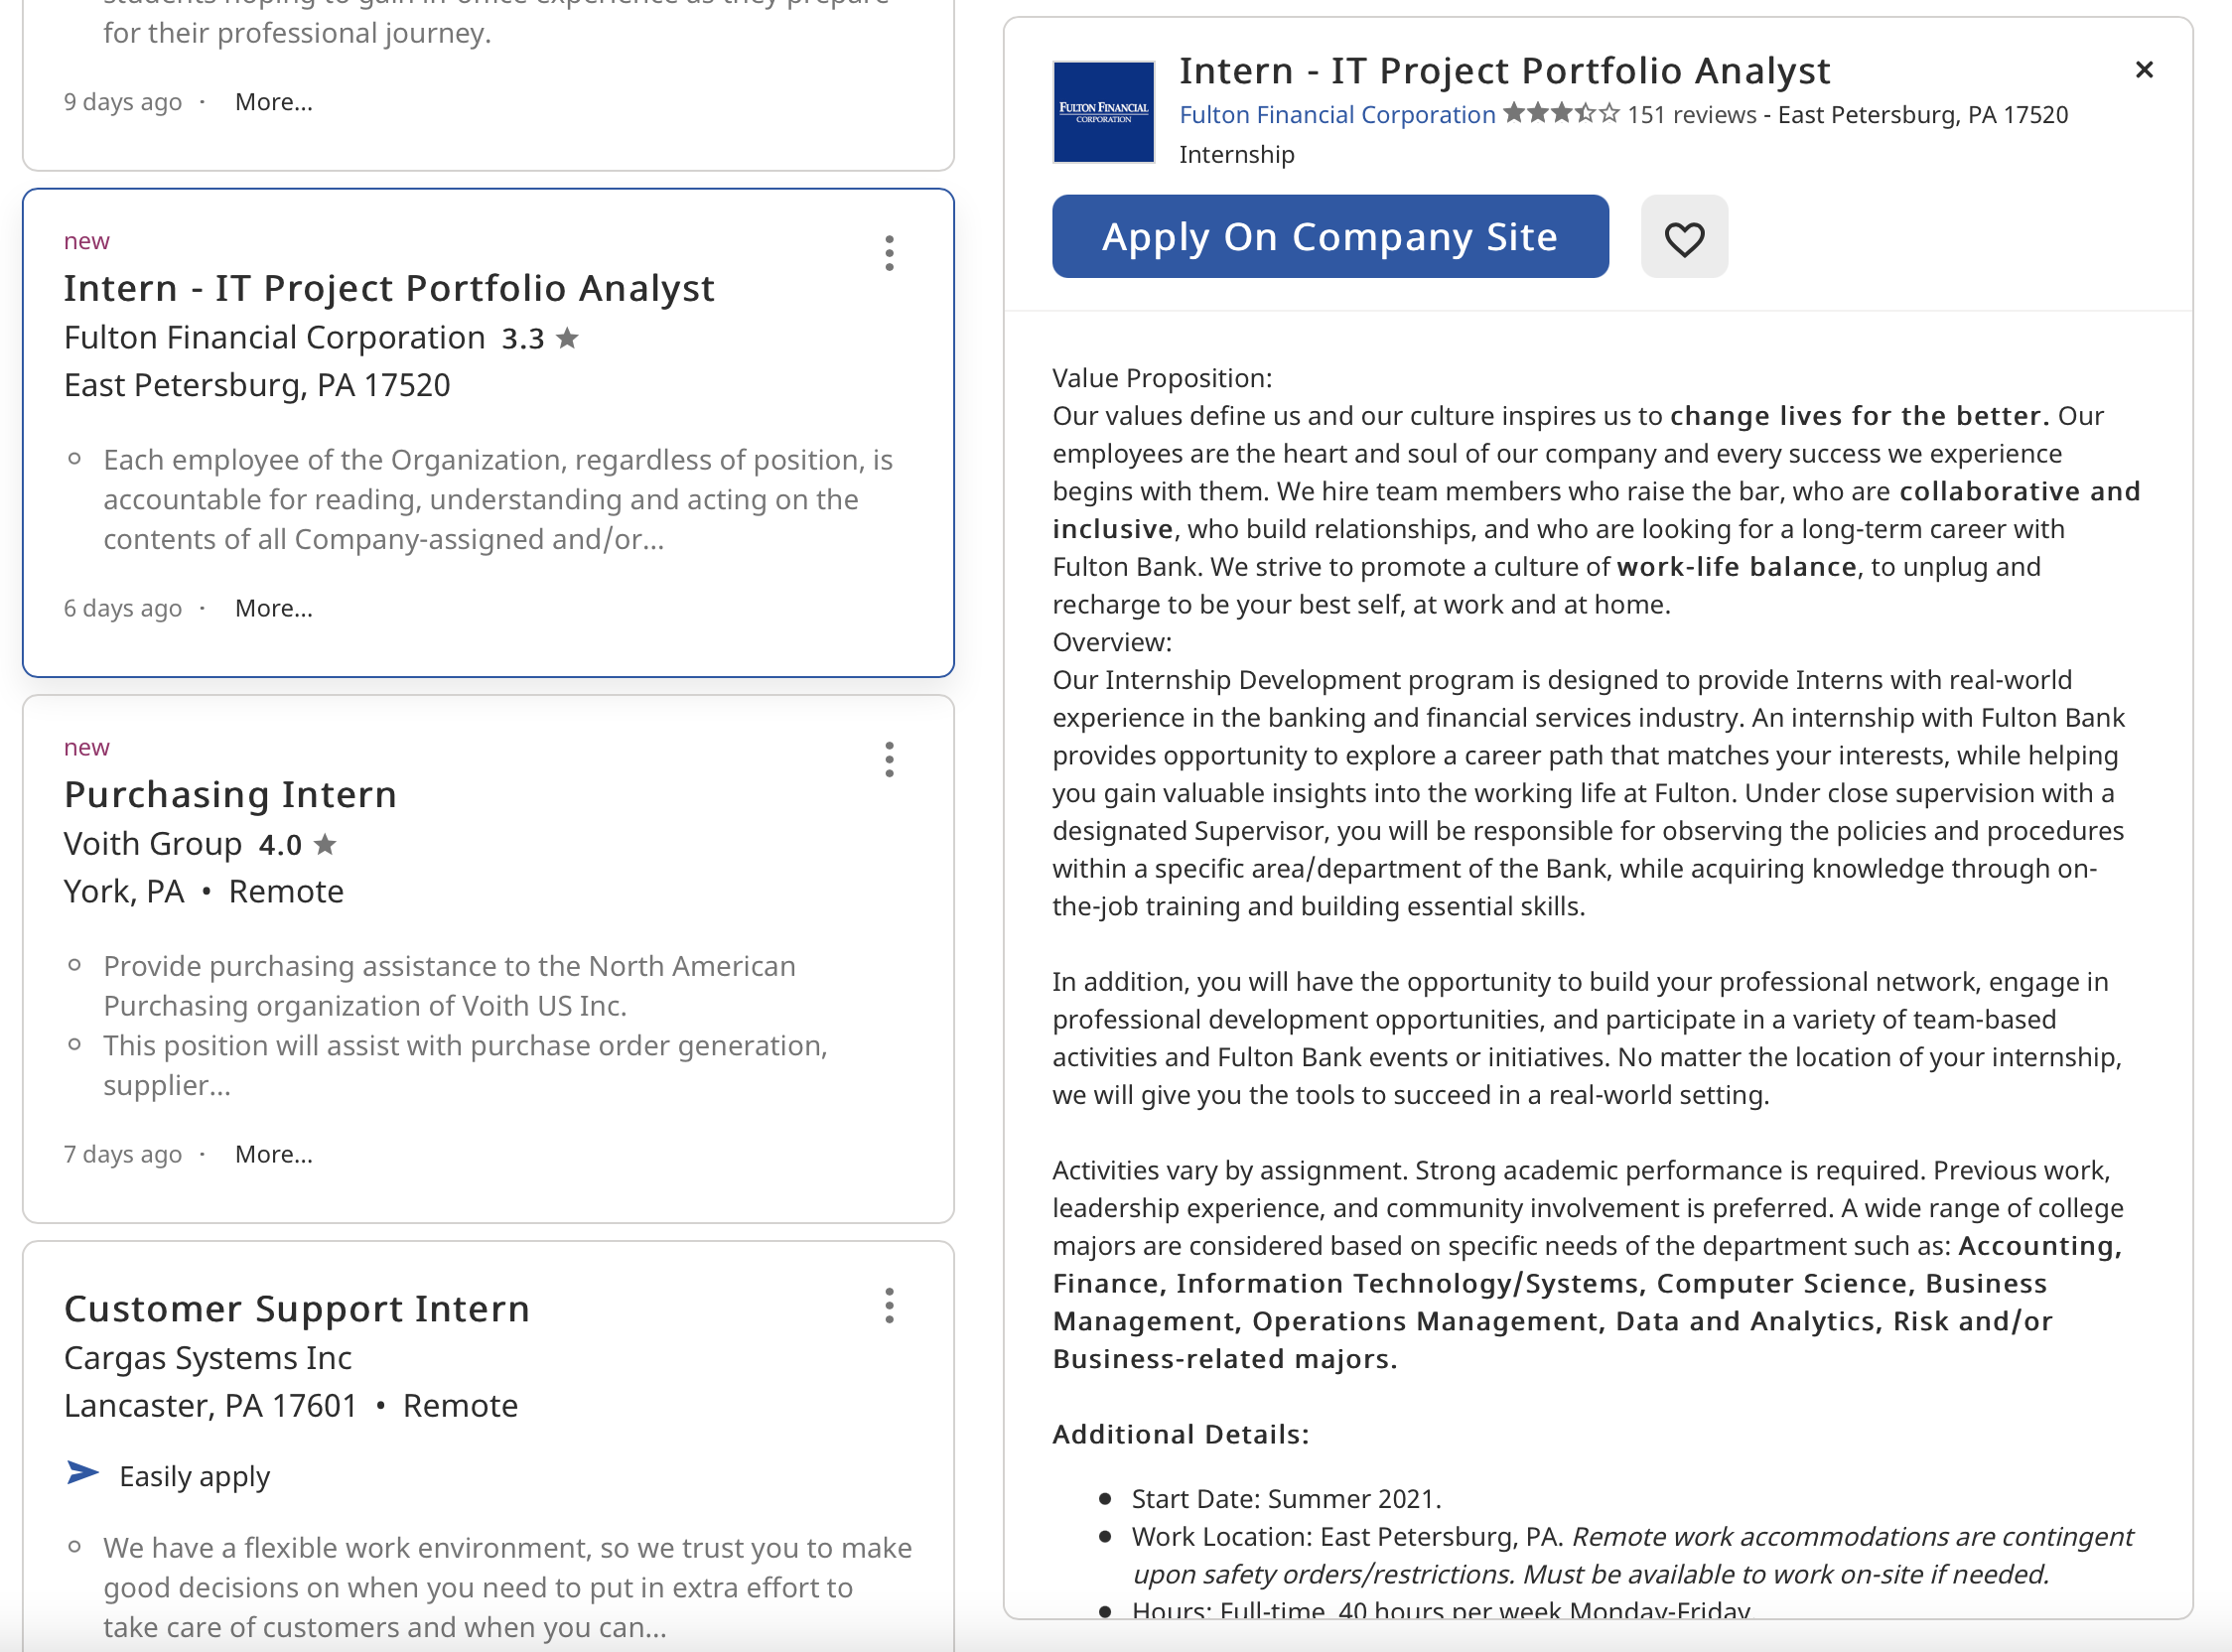 students hoping to gain in-office experience as they prepare
for their professional journey.
9 days ago · More...
new
Intern - IT Project Portfolio Analyst
Fulton Financial Corporation 3.3 ★
East Petersburg, PA 17520
Each employee of the Organization, regardless of position, is
accountable for reading, understanding and acting on the
contents of all Company-assigned and/or...
6 days ago · More...
new
Purchasing Intern
Voith Group 4.0 ★
York, PA • Remote
Provide purchasing assistance to the North American
Purchasing organization of Voith US Inc.
This position will assist with purchase order generation,
supplier...
7 days ago · More...
Customer Support Intern
Cargas Systems Inc
Lancaster, PA 17601 • Remote
Easily apply
We have a flexible work environment, so we trust you to make
good decisions on when you need to put in extra effort to
take care of customers and when you can...
FULTON FINANCIAL
CORPORATION
Intern - IT Project Portfolio Analyst
Fulton Financial Corporation 151 reviews - East Petersburg, PA 17520
Internship
Apply On Company Site
Value Proposition:
Our values define us and our culture inspires us to change lives for the better. Our
employees are the heart and soul of our company and every success we experience
begins with them. We hire team members who raise the bar, who are collaborative and
inclusive, who build relationships, and who are looking for a long-term career with
Fulton Bank. We strive to promote a culture of work-life balance, to unplug and
recharge to be your best self, at work and at home.
Overview:
Our Internship Development program is designed to provide Interns with real-world
experience in the banking and financial services industry. An internship with Fulton Bank
provides opportunity to explore a career path that matches your interests, while helping
you gain valuable insights into the working life at Fulton. Under close supervision with a
designated Supervisor, you will be responsible for observing the policies and procedures
within a specific area/department of the Bank, while acquiring knowledge through on-
the-job training and building essential skills.
In addition, you will have the opportunity to build your professional network, engage in
professional development opportunities, and participate in a variety of team-based
activities and Fulton Bank events or initiatives. No matter the location of your internship,
we will give you the tools to succeed in a real-world setting.
Activities vary by assignment. Strong academic performance is required. Previous work,
leadership experience, and community involvement is preferred. A wide range of college
majors are considered based on specific needs of the department such as: Accounting,
Finance, Information Technology/Systems, Computer Science, Business
Management, Operations Management, Data and Analytics, Risk and/or
Business-related majors.
Additional Details:
Start Date: Summer 2021.
Work Location: East Petersburg, PA. Remote work accommodations are contingent
upon safety orders/restrictions. Must be available to work on-site if needed.
Hours: Full-time, 40 hours per week Monday-Friday